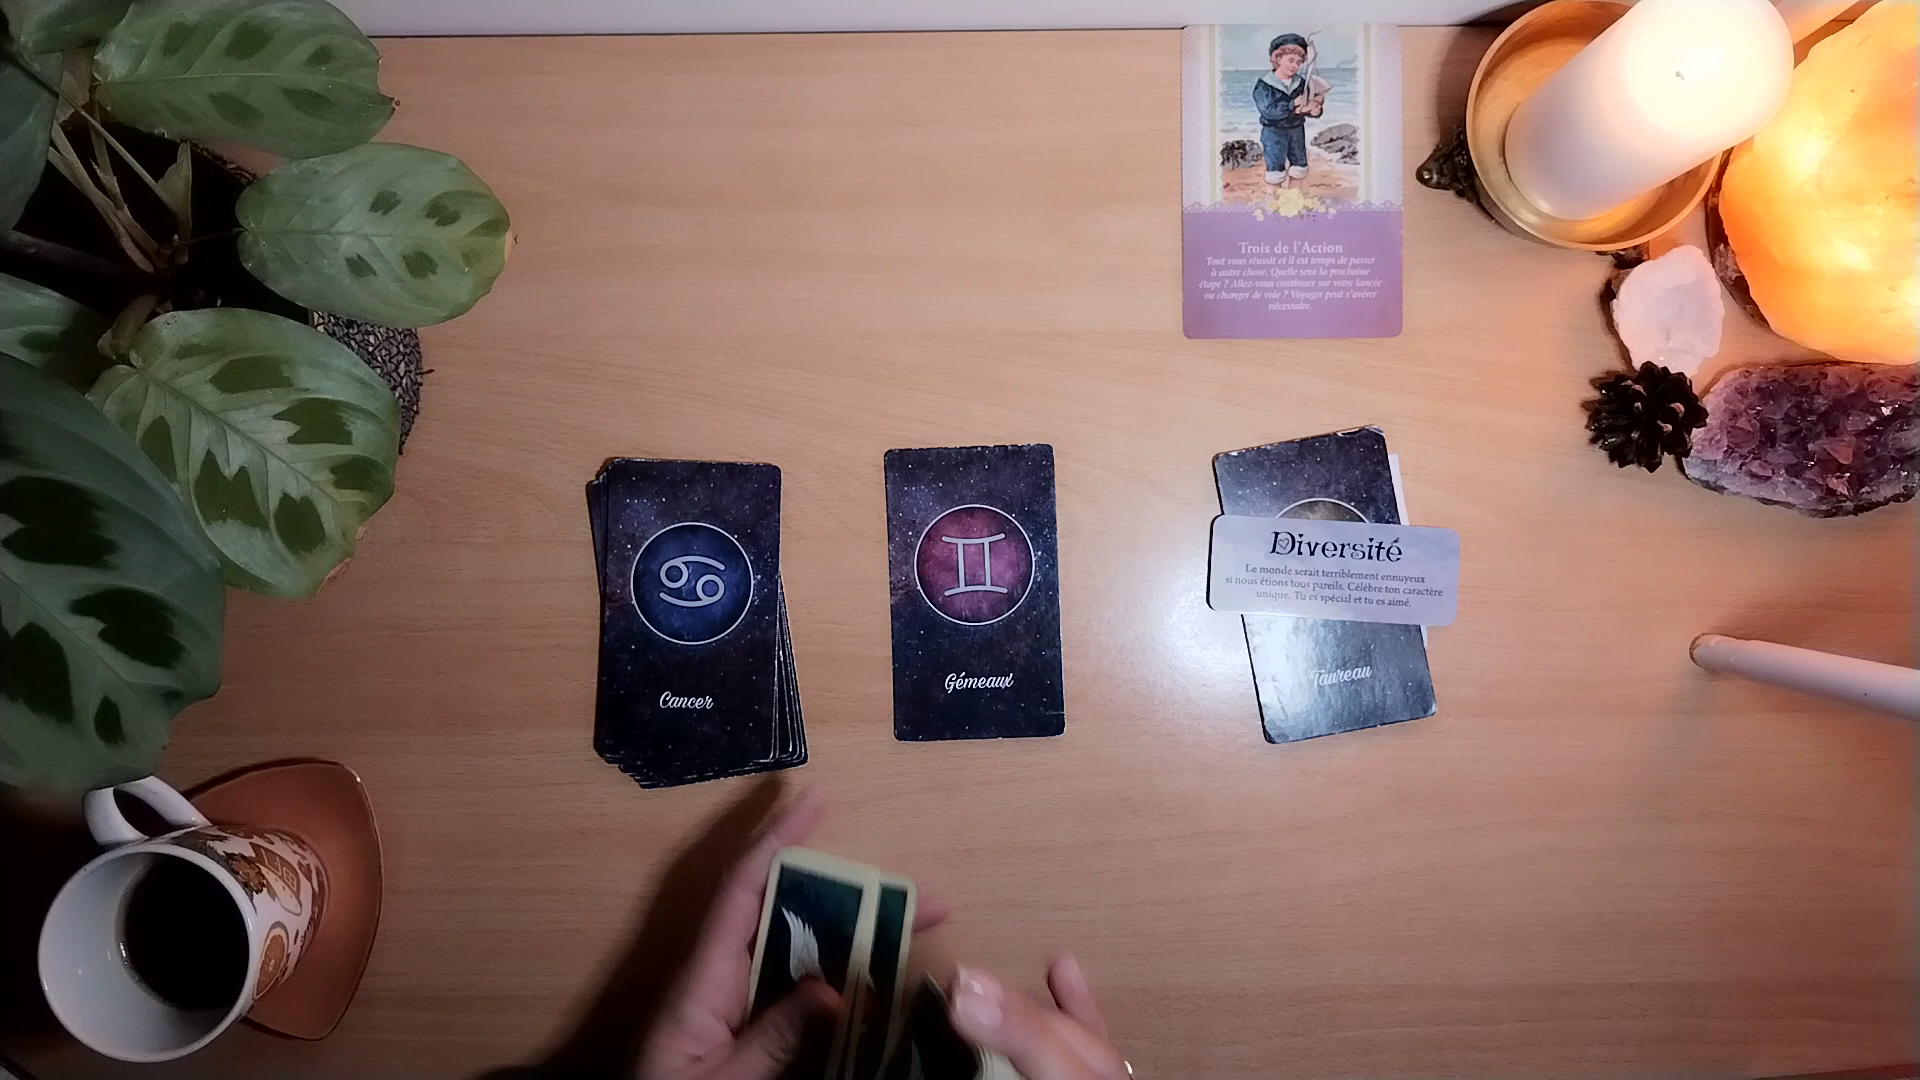 Trois de l'Action
Tout vous réussit et il est temps de passer
à autre chose. Quelle sera la prochaine
étape ? Allez-vous continuer sur votre lancée
ou changer de voie ? Voyager peut s'avérer
nécessaire.
Cancer
Gémeaux
Diversité
Le monde serait terriblement ennuyeux
si nous étions tous pareils. Célèbre ton caractère
unique. Tu es spécial et tu es aimé.
Taureau